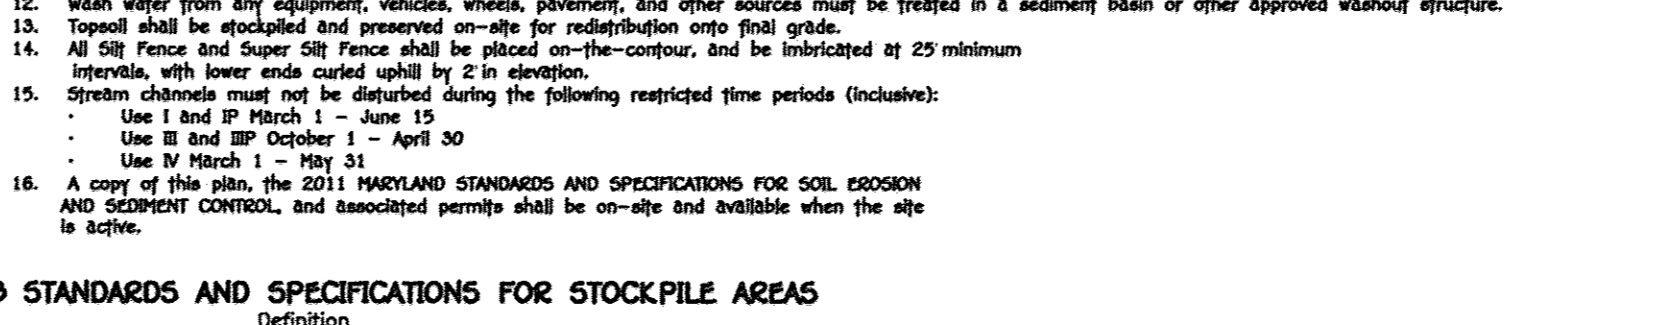 12. Wash water from any equipment, vehicles, wheels, pavement, and other sources must be treated in a sediment basin or other approved washout structure.
13. Topsoil shall be stockpiled and preserved on-site for redistribution onto final grade.
14. All Silt Fence and Super Silt Fence shall be placed on-the-contour, and be imbricated at 25' minimum
intervals, with lower ends curled uphill by 2' in elevation.
15. Stream channels must not be disturbed during the following restricted time periods (inclusive):
· Use I and IP March 1 - June 15
· Use III and IIIP October 1 - April 30
· Use IV March 1 - May 31
16. A copy of this plan, the 2011 MARYLAND STANDARDS AND SPECIFICATIONS FOR SOIL EROSION
AND SEDIMENT CONTROL, and associated permits shall be on-site and available when the site
is active.
STANDARDS AND SPECIFICATIONS FOR STOCKPILE AREAS
Definition